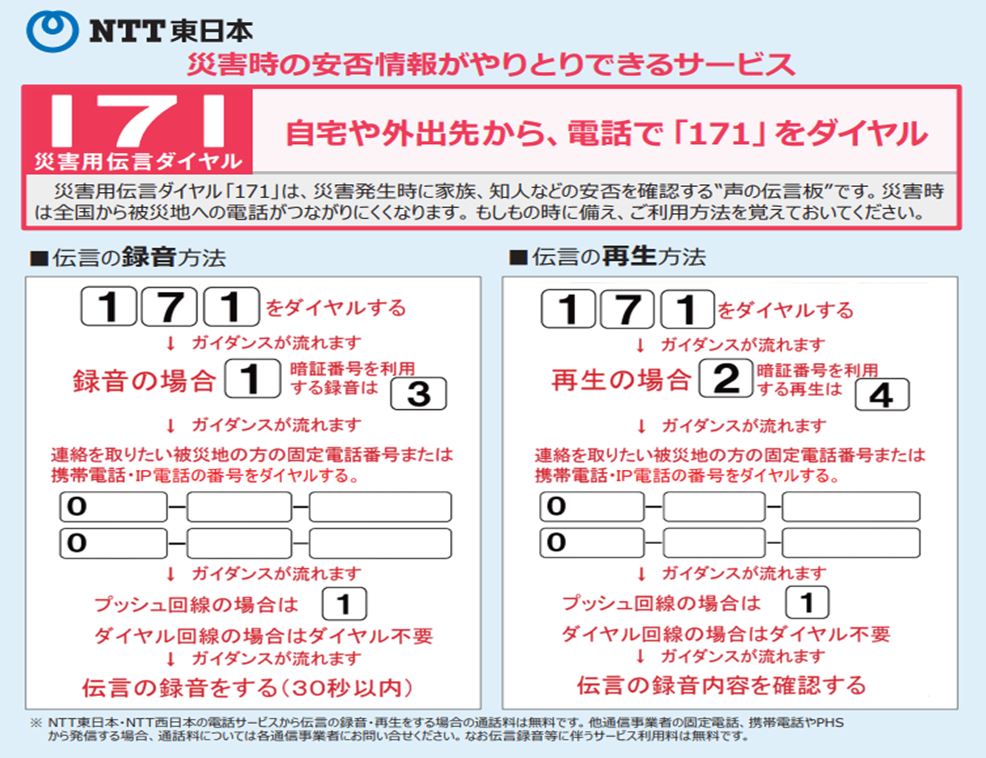 NTT東日本
災害時の安否情報がやりとりできるサービス
171
災害用伝言ダイヤル
自宅や外出先から、電話で「171」をダイヤル
災害用伝言ダイヤル「171」は、災害発生時に家族、知人などの安否を確認する“声の伝言板”です。災害時
は全国から被災地への電話がつながりにくくなります。もしもの時に備え、ご利用方法を覚えておいてください。
■伝言の録音方法
1 7 1 をダイヤルする
↓ ガイダンスが流れます
録音の場合 1 暗証番号を利用
する録音は 3
↓ ガイダンスが流れます
連絡を取りたい被災地の方の固定電話番号または
携帯電話・IP電話の番号をダイヤルする。
0 - -
0 - -
↓ ガイダンスが流れます
プッシュ回線の場合は 1
ダイヤル回線の場合はダイヤル不要
↓ ガイダンスが流れます
伝言の録音をする(30秒以内)
■伝言の再生方法
1 7 1 をダイヤルする
↓ ガイダンスが流れます
再生の場合 2 暗証番号を利用
する再生は 4
↓ ガイダンスが流れます
連絡を取りたい被災地の方の固定電話番号または
携帯電話・IP電話の番号をダイヤルする。
0 - -
0 - -
↓ ガイダンスが流れます
プッシュ回線の場合は 1
ダイヤル回線の場合はダイヤル不要
↓ ガイダンスが流れます
伝言の録音内容を確認する
※ NTT東日本・NTT西日本の電話サービスから伝言の録音・再生をする場合の通話料は無料です。他通信事業者の固定電話、携帯電話やPHS
から発信する場合、通話料については各通信事業者にお問い合せください。なお伝言録音等に伴うサービス利用料は無料です。